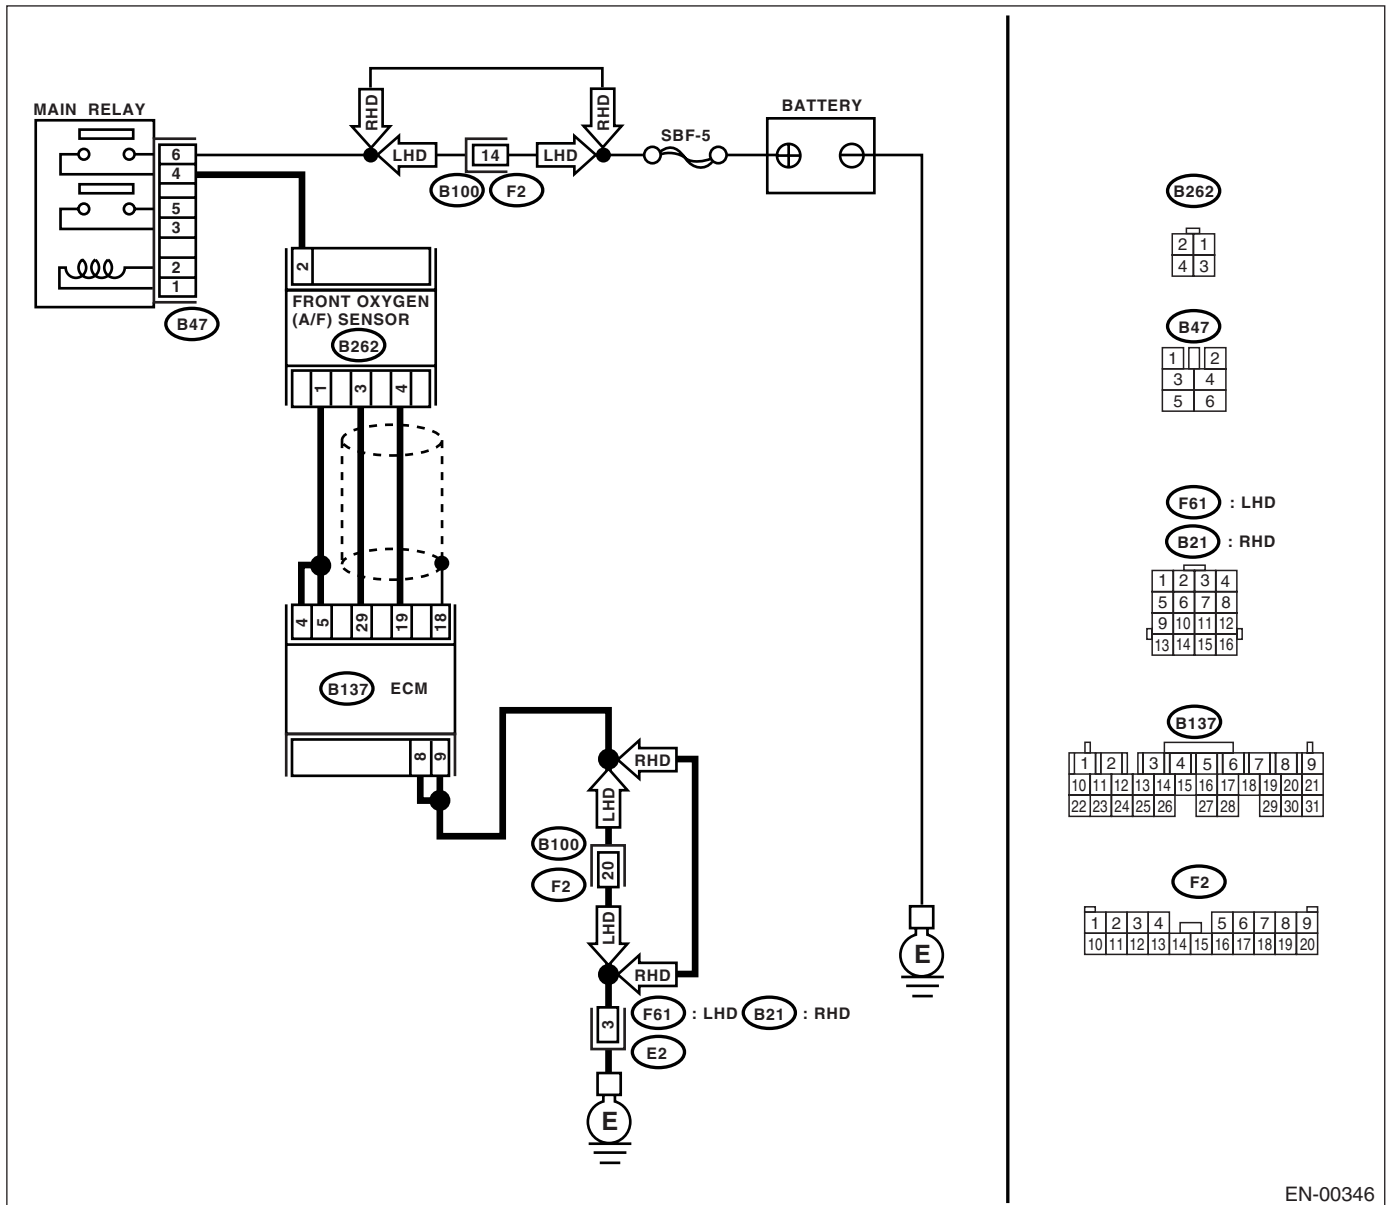 MAIN RELAY
6
4
5
3
2
1
B47
RHD
RHD
LHD
14
LHD
B100
F2
SBF-5
BATTERY
2
FRONT OXYGEN
(A/F) SENSOR
B262
1
3
4
4
5
29
19
18
B137
ECM
8
9
RHD
LHD
B100
20
F2
LHD
RHD
3
F61 : LHD B21 : RHD
E2
E
E
B262
2 1
4 3
B47
1 2
3 4
5 6
F61 : LHD
B21 : RHD
1 2 3 4
5 6 7 8
9 10 11 12
13 14 15 16
B137
1 2 3 4 5 6 7 8 9
10 11 12 13 14 15 16 17 18 19 20 21
22 23 24 25 26 27 28 29 30 31
F2
1 2 3 4 5 6 7 8 9
10 11 12 13 14 15 16 17 18 19 20
EN-00346